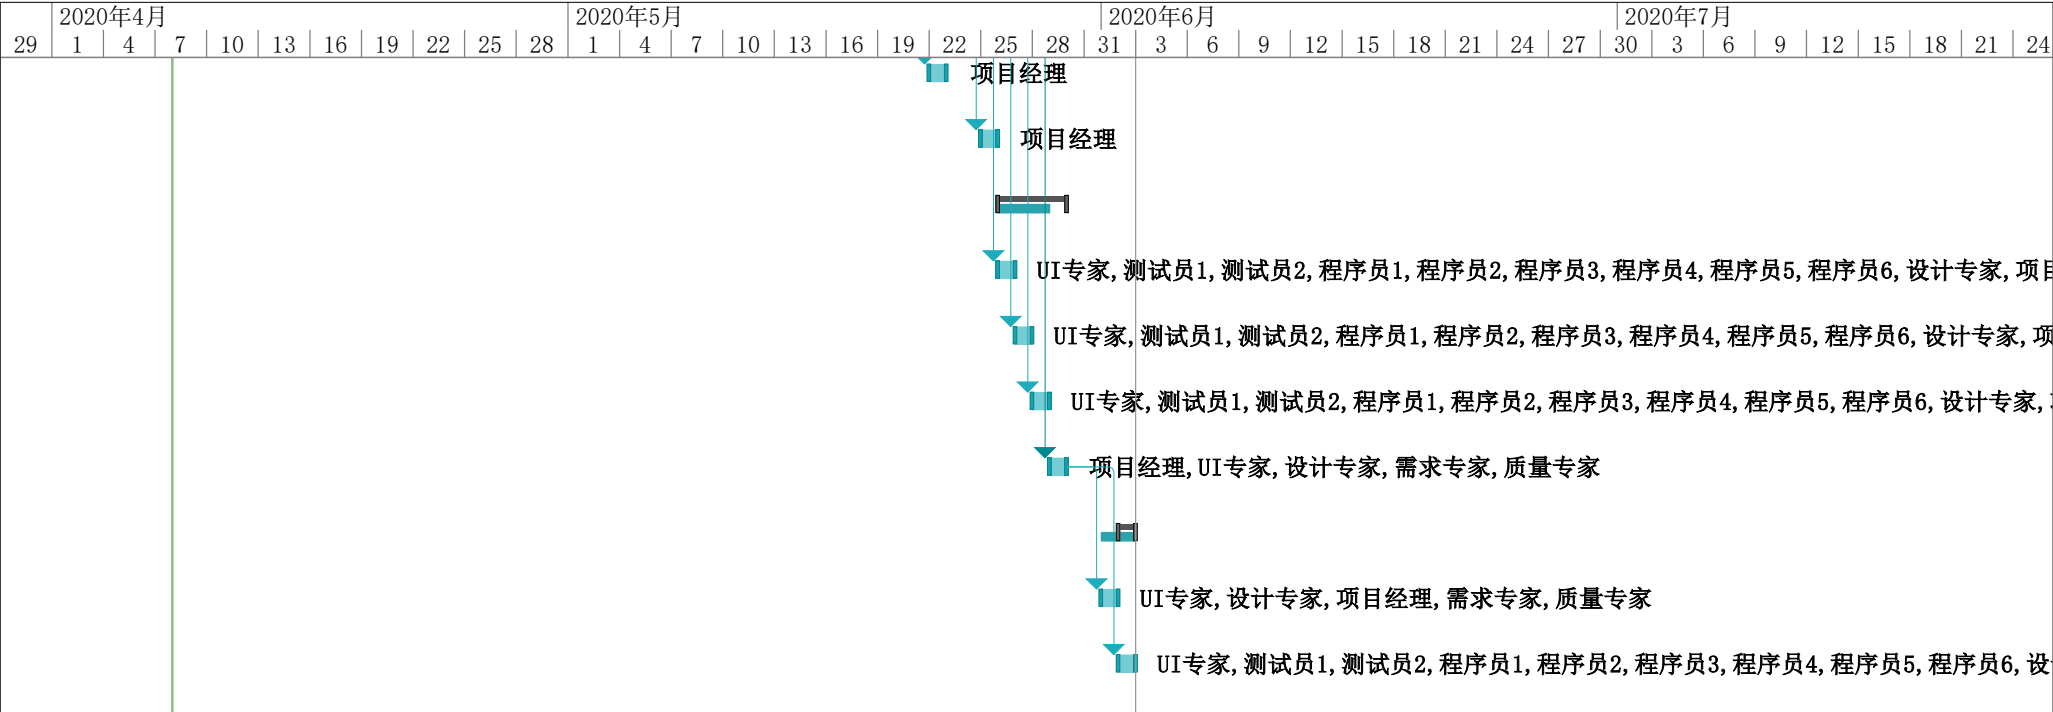 2020年4月 2020年5月 2020年6月 2020年7月
29 1 4 7 10 13 16 19 22 25 28 1 4 7 10 13 16 19 22 25 28 31 3 6 9 12 15 18 21 24 27 30 3 6 9 12 15 18 21 24
项目经理
项目经理
UI专家,测试员1,测试员2,程序员1,程序员2,程序员3,程序员4,程序员5,程序员6,设计专家,项目
UI专家,测试员1,测试员2,程序员1,程序员2,程序员3,程序员4,程序员5,程序员6,设计专家,项
UI专家,测试员1,测试员2,程序员1,程序员2,程序员3,程序员4,程序员5,程序员6,设计专家,
项目经理,UI专家,设计专家,需求专家,质量专家
UI专家,设计专家,项目经理,需求专家,质量专家
UI专家,测试员1,测试员2,程序员1,程序员2,程序员3,程序员4,程序员5,程序员6,设